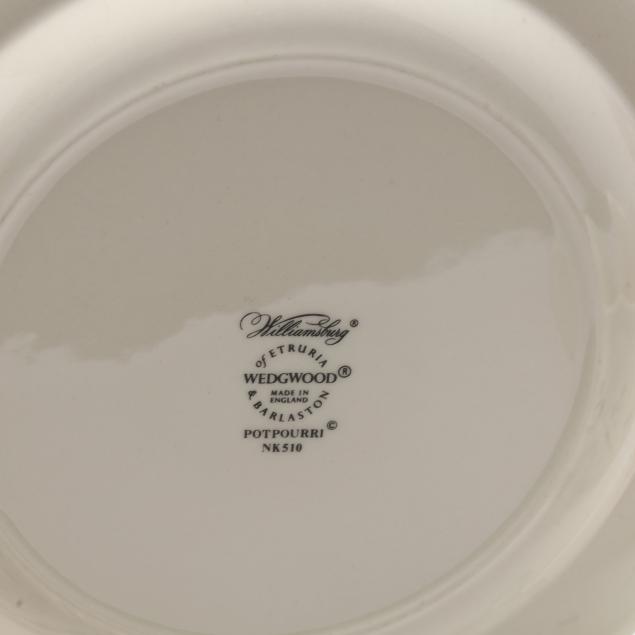 Williamsburg®
of ETRURIA
WEDGWOOD®
MADE IN
ENGLAND
& BARLASTON
POTPOURRI©
NK510